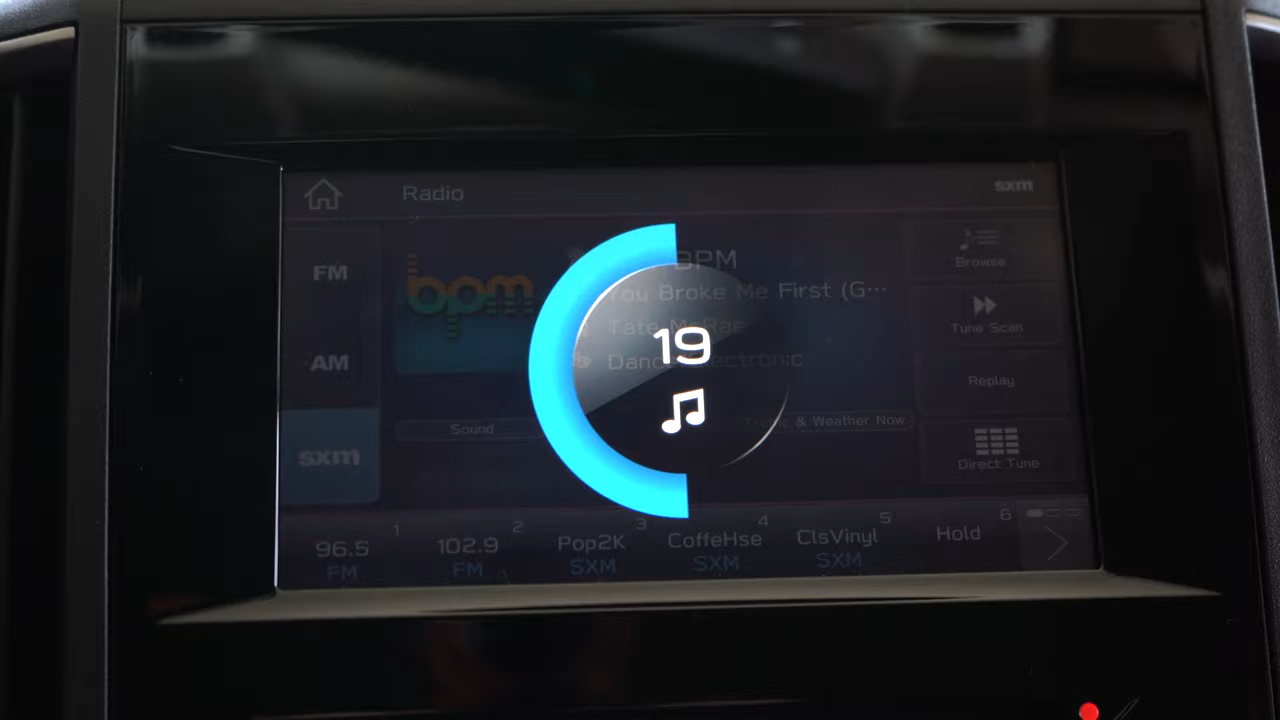 Radio
sxm
FM
AM
sxm
bpm
BPM
You Broke Me First (G…
Tate McRae
Dance/Electronic
19
Sound
& Weather Now
Browse
Tune Scan
Replay
Direct Tune
1
96.5
FM
2
102.9
FM
3
Pop2K
SXM
4
CoffeHse
SXM
5
ClsVinyl
SXM
6
Hold